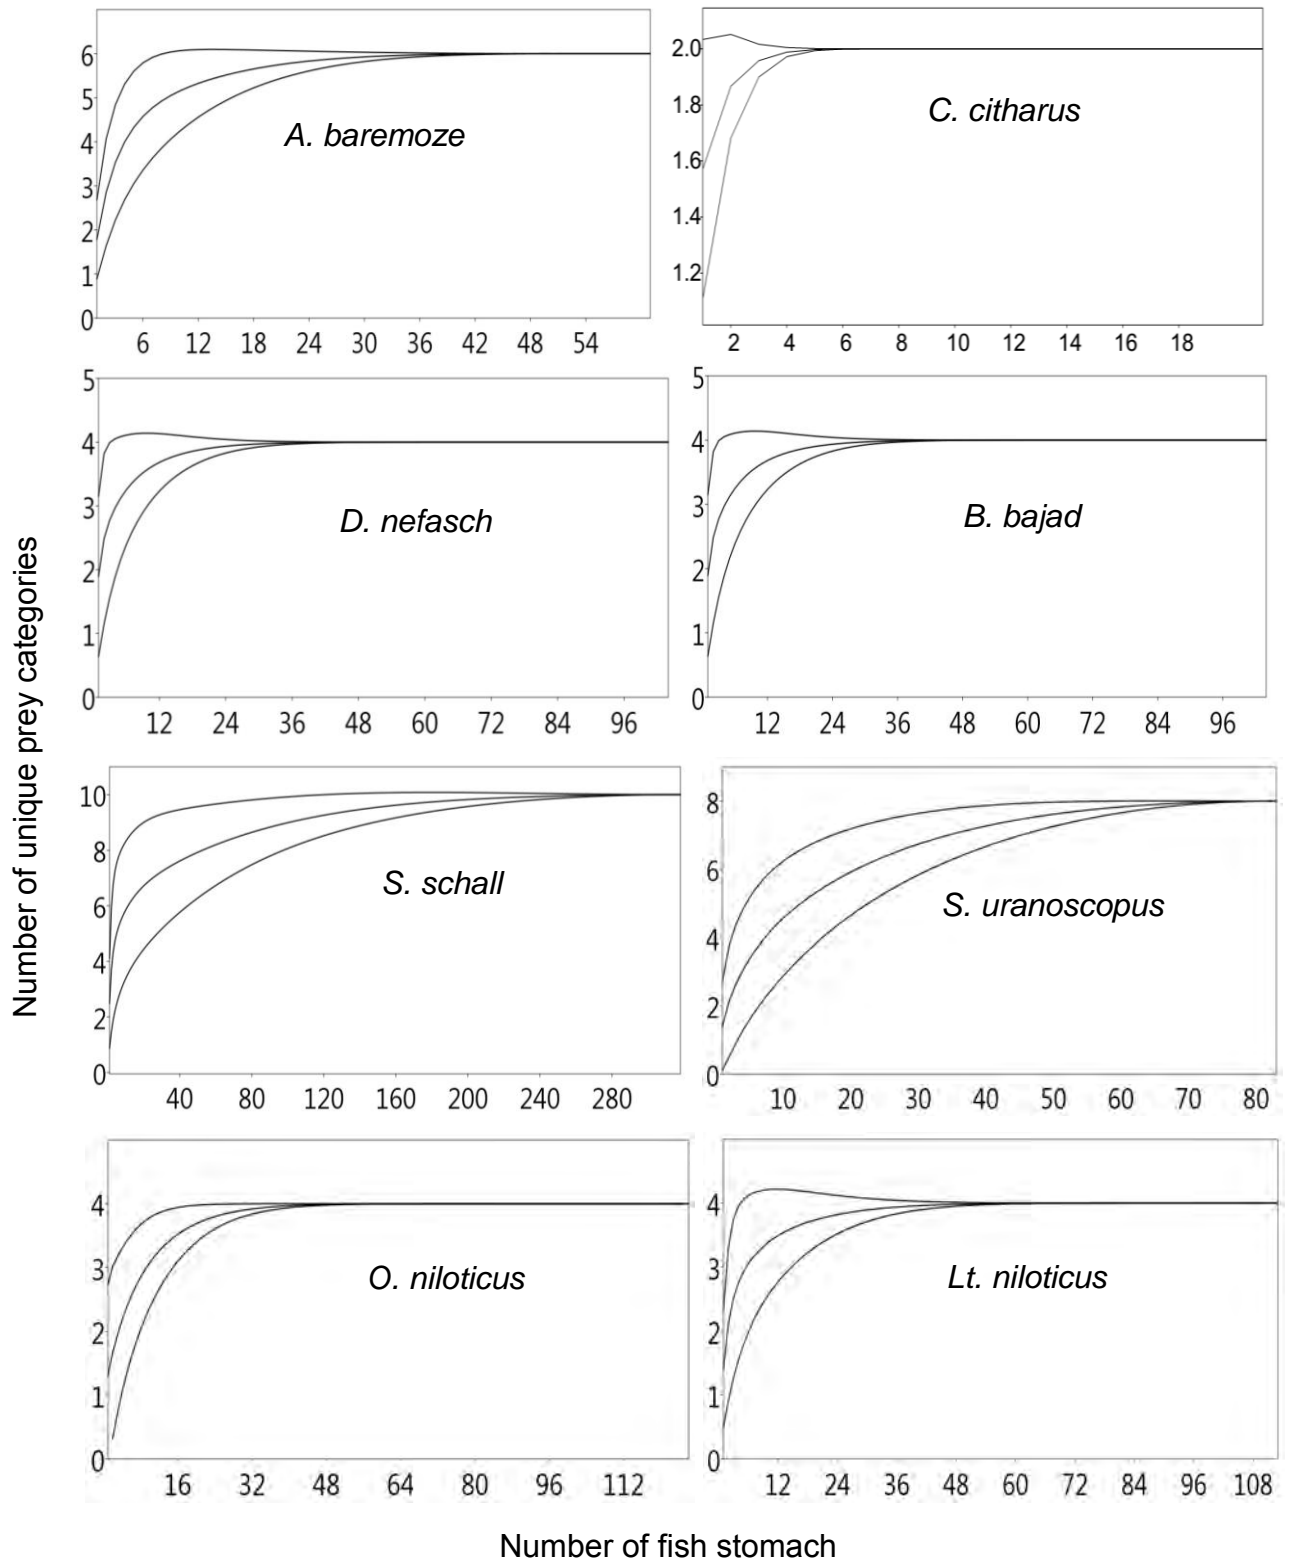 Number of unique prey categories
6
5
4
3
2
1
0
A. baremoze
6 12 18 24 30 36 42 48 54
2.0
1.8
1.6
1.4
1.2
C. citharus
2 4 6 8 10 12 14 16 18
5
4
3
2
1
0
D. nefasch
12 24 36 48 60 72 84 96
5
4
3
2
1
0
B. bajad
12 24 36 48 60 72 84 96
10
8
6
4
2
0
S. schall
40 80 120 160 200 240 280
8
6
4
2
0
S. uranoscopus
10 20 30 40 50 60 70 80
4
3
2
1
0
O. niloticus
16 32 48 64 80 96 112
4
3
2
1
0
Lt. niloticus
12 24 36 48 60 72 84 96 108
Number of fish stomach